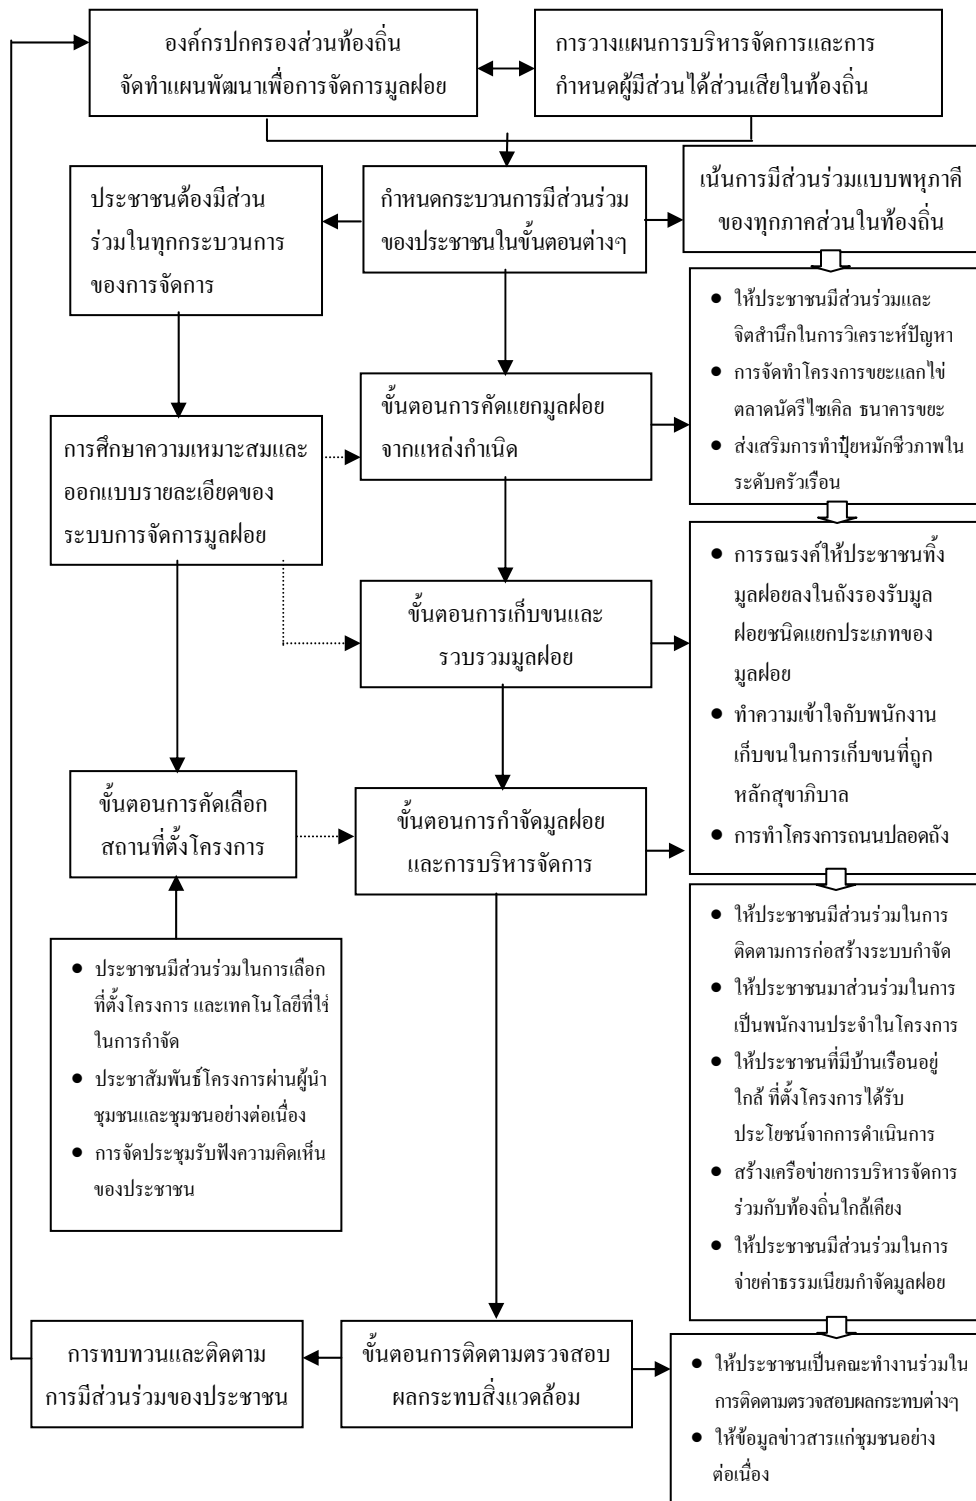 องค์กรปกครองส่วนท้องถิ่น
จัดทำแผนพัฒนาเพื่อการจัดการมูลฝอย
การวางแผนการบริหารจัดการและการ
กำหนดผู้มีส่วนได้ส่วนเสียในท้องถิ่น
ประชาชนต้องมีส่วน
ร่วมในทุกกระบวนการ
ของการจัดการ
กำหนดกระบวนการมีส่วนร่วม
ของประชาชนในขั้นตอนต่างๆ
เน้นการมีส่วนร่วมแบบพหุภาคี
ของทุกภาคส่วนในท้องถิ่น
● ให้ประชาชนมีส่วนร่วมและ
จิตสำนึกในการวิเคราะห์ปัญหา
● การจัดทำโครงการขยะแลกไข่
ตลาดนัดรีไซเคิล ธนาคารขยะ
● ส่งเสริมการทำปุ๋ยหมักชีวภาพใน
ระดับครัวเรือน
ขั้นตอนการคัดแยกมูลฝอย
จากแหล่งกำเนิด
การศึกษาความเหมาะสมและ
ออกแบบรายละเอียดของ
ระบบการจัดการมูลฝอย
● การรณรงค์ให้ประชาชนทิ้ง
มูลฝอยลงในถังรองรับมูล
ฝอยชนิดแยกประเภทของ
มูลฝอย
● ทำความเข้าใจกับพนักงาน
เก็บขนในการเก็บขนที่ถูก
หลักสุขาภิบาล
● การทำโครงการถนนปลอดถัง
ขั้นตอนการเก็บขนและ
รวบรวมมูลฝอย
ขั้นตอนการคัดเลือก
สถานที่ตั้งโครงการ
ขั้นตอนการกำจัดมูลฝอย
และการบริหารจัดการ
● ให้ประชาชนมีส่วนร่วมในการ
ติดตามการก่อสร้างระบบกำจัด
● ให้ประชาชนมาส่วนร่วมในการ
เป็นพนักงานประจำในโครงการ
● ให้ประชาชนที่มีบ้านเรือนอยู่
ใกล้ ที่ตั้งโครงการได้รับ
ประโยชน์จากการดำเนินการ
● สร้างเครือข่ายการบริหารจัดการ
ร่วมกับท้องถิ่นใกล้เคียง
● ให้ประชาชนมีส่วนร่วมในการ
จ่ายค่าธรรมเนียมกำจัดมูลฝอย
● ประชาชนมีส่วนร่วมในการเลือก
ที่ตั้งโครงการ และเทคโนโลยีที่ใช้
ในการกำจัด
● ประชาสัมพันธ์โครงการผ่านผู้นำ
ชุมชนและชุมชนอย่างต่อเนื่อง
● การจัดประชุมรับฟังความคิดเห็น
ของประชาชน
การทบทวนและติดตาม
การมีส่วนร่วมของประชาชน
ขั้นตอนการติดตามตรวจสอบ
ผลกระทบสิ่งแวดล้อม
● ให้ประชาชนเป็นคณะทำงานร่วมใน
การติดตามตรวจสอบผลกระทบต่างๆ
● ให้ข้อมูลข่าวสารแก่ชุมชนอย่าง
ต่อเนื่อง